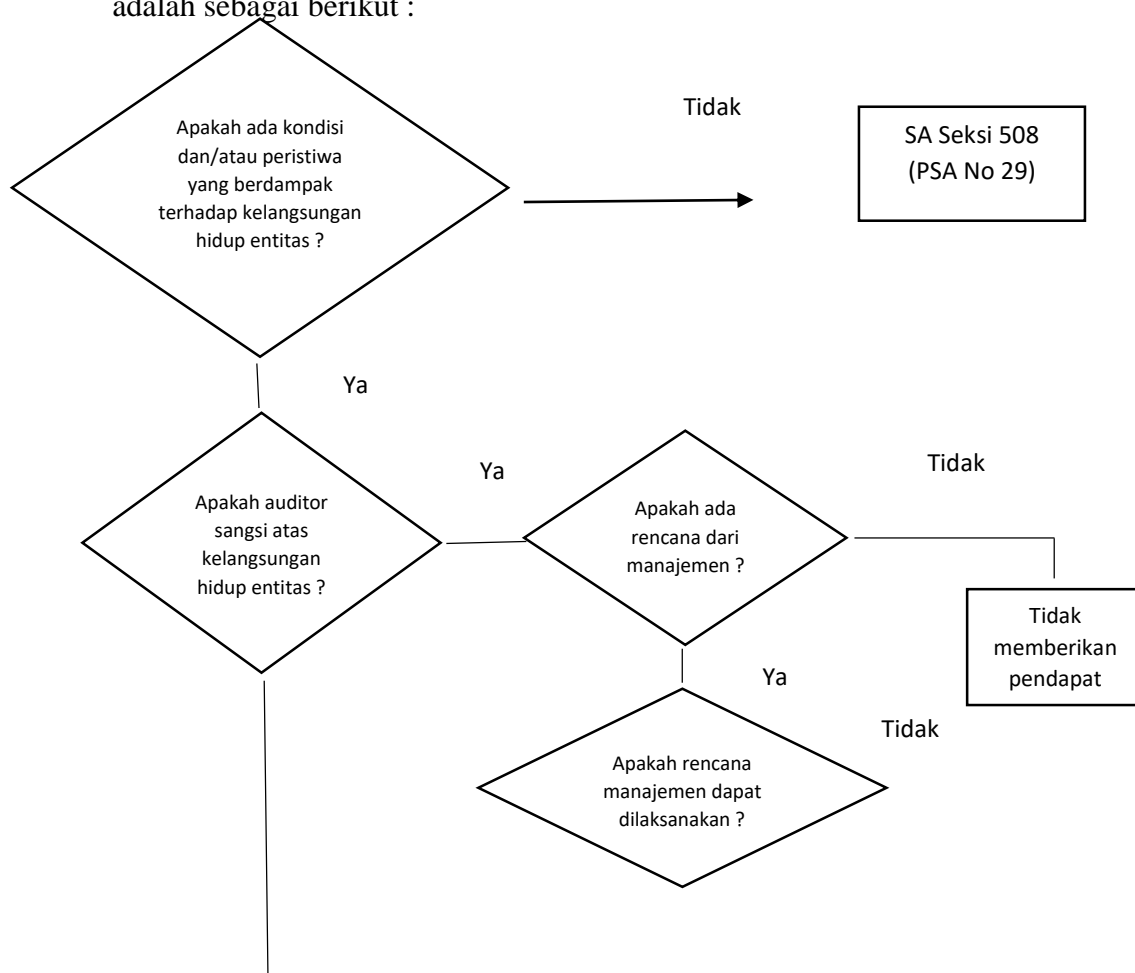 adalah sebagai berikut :
Tidak
Apakah ada kondisi
dan/atau peristiwa
yang berdampak
terhadap kelangsungan
hidup entitas ?
SA Seksi 508
(PSA No 29)
Ya
Ya
Tidak
Apakah auditor
sangsi atas
kelangsungan
hidup entitas ?
Apakah ada
rencana dari
manajemen ?
Tidak
memberikan
pendapat
Ya
Tidak
Apakah rencana
manajemen dapat
dilaksanakan ?